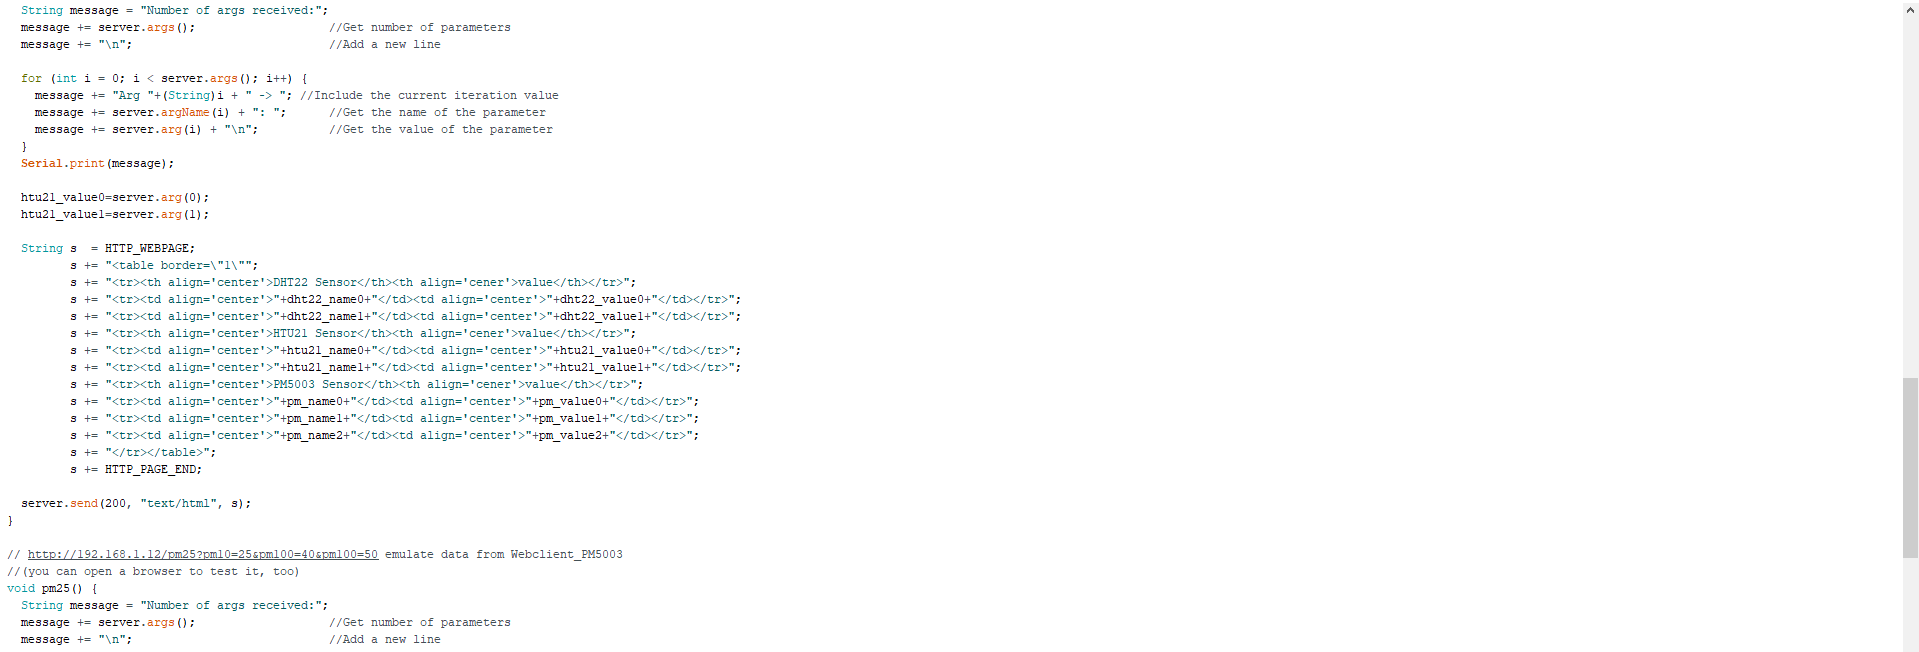 String message = "Number of args received:";
message += server.args();                   //Get number of parameters
message += "\n";                            //Add a new line
for (int i = 0; i < server.args(); i++) {
message += "Arg "+(String)i + " -> "; //Include the current iteration value
message += server.argName(i) + ": ";      //Get the name of the parameter
message += server.arg(i) + "\n";          //Get the value of the parameter
}
Serial.print(message);
htu21_value0=server.arg(0);
htu21_value1=server.arg(1);
String s  = HTTP_WEBPAGE;
s += "<table border=\"1\"";
s += "<tr><th align='center'>DHT22 Sensor</th><th align='cener'>value</th></tr>";
s += "<tr><td align='center'>"+dht22_name0+"</td><td align='center'>"+dht22_value0+"</td></tr>";
s += "<tr><td align='center'>"+dht22_name1+"</td><td align='center'>"+dht22_value1+"</td></tr>";
s += "<tr><th align='center'>HTU21 Sensor</th><th align='cener'>value</th></tr>";
s += "<tr><td align='center'>"+htu21_name0+"</td><td align='center'>"+htu21_value0+"</td></tr>";
s += "<tr><td align='center'>"+htu21_name1+"</td><td align='center'>"+htu21_value1+"</td></tr>";
s += "<tr><th align='center'>PM5003 Sensor</th><th align='cener'>value</th></tr>";
s += "<tr><td align='center'>"+pm_name0+"</td><td align='center'>"+pm_value0+"</td></tr>";
s += "<tr><td align='center'>"+pm_name1+"</td><td align='center'>"+pm_value1+"</td></tr>";
s += "<tr><td align='center'>"+pm_name2+"</td><td align='center'>"+pm_value2+"</td></tr>";
s += "</tr></table>";
s += HTTP_PAGE_END;
server.send(200, "text/html", s);
}
// http://192.168.1.12/pm25?pm10=25&pm100=40&pm100=50 emulate data from Webclient_PM5003
//(you can open a browser to test it, too)
void pm25() {
String message = "Number of args received:";
message += server.args();                   //Get number of parameters
message += "\n";                            //Add a new line